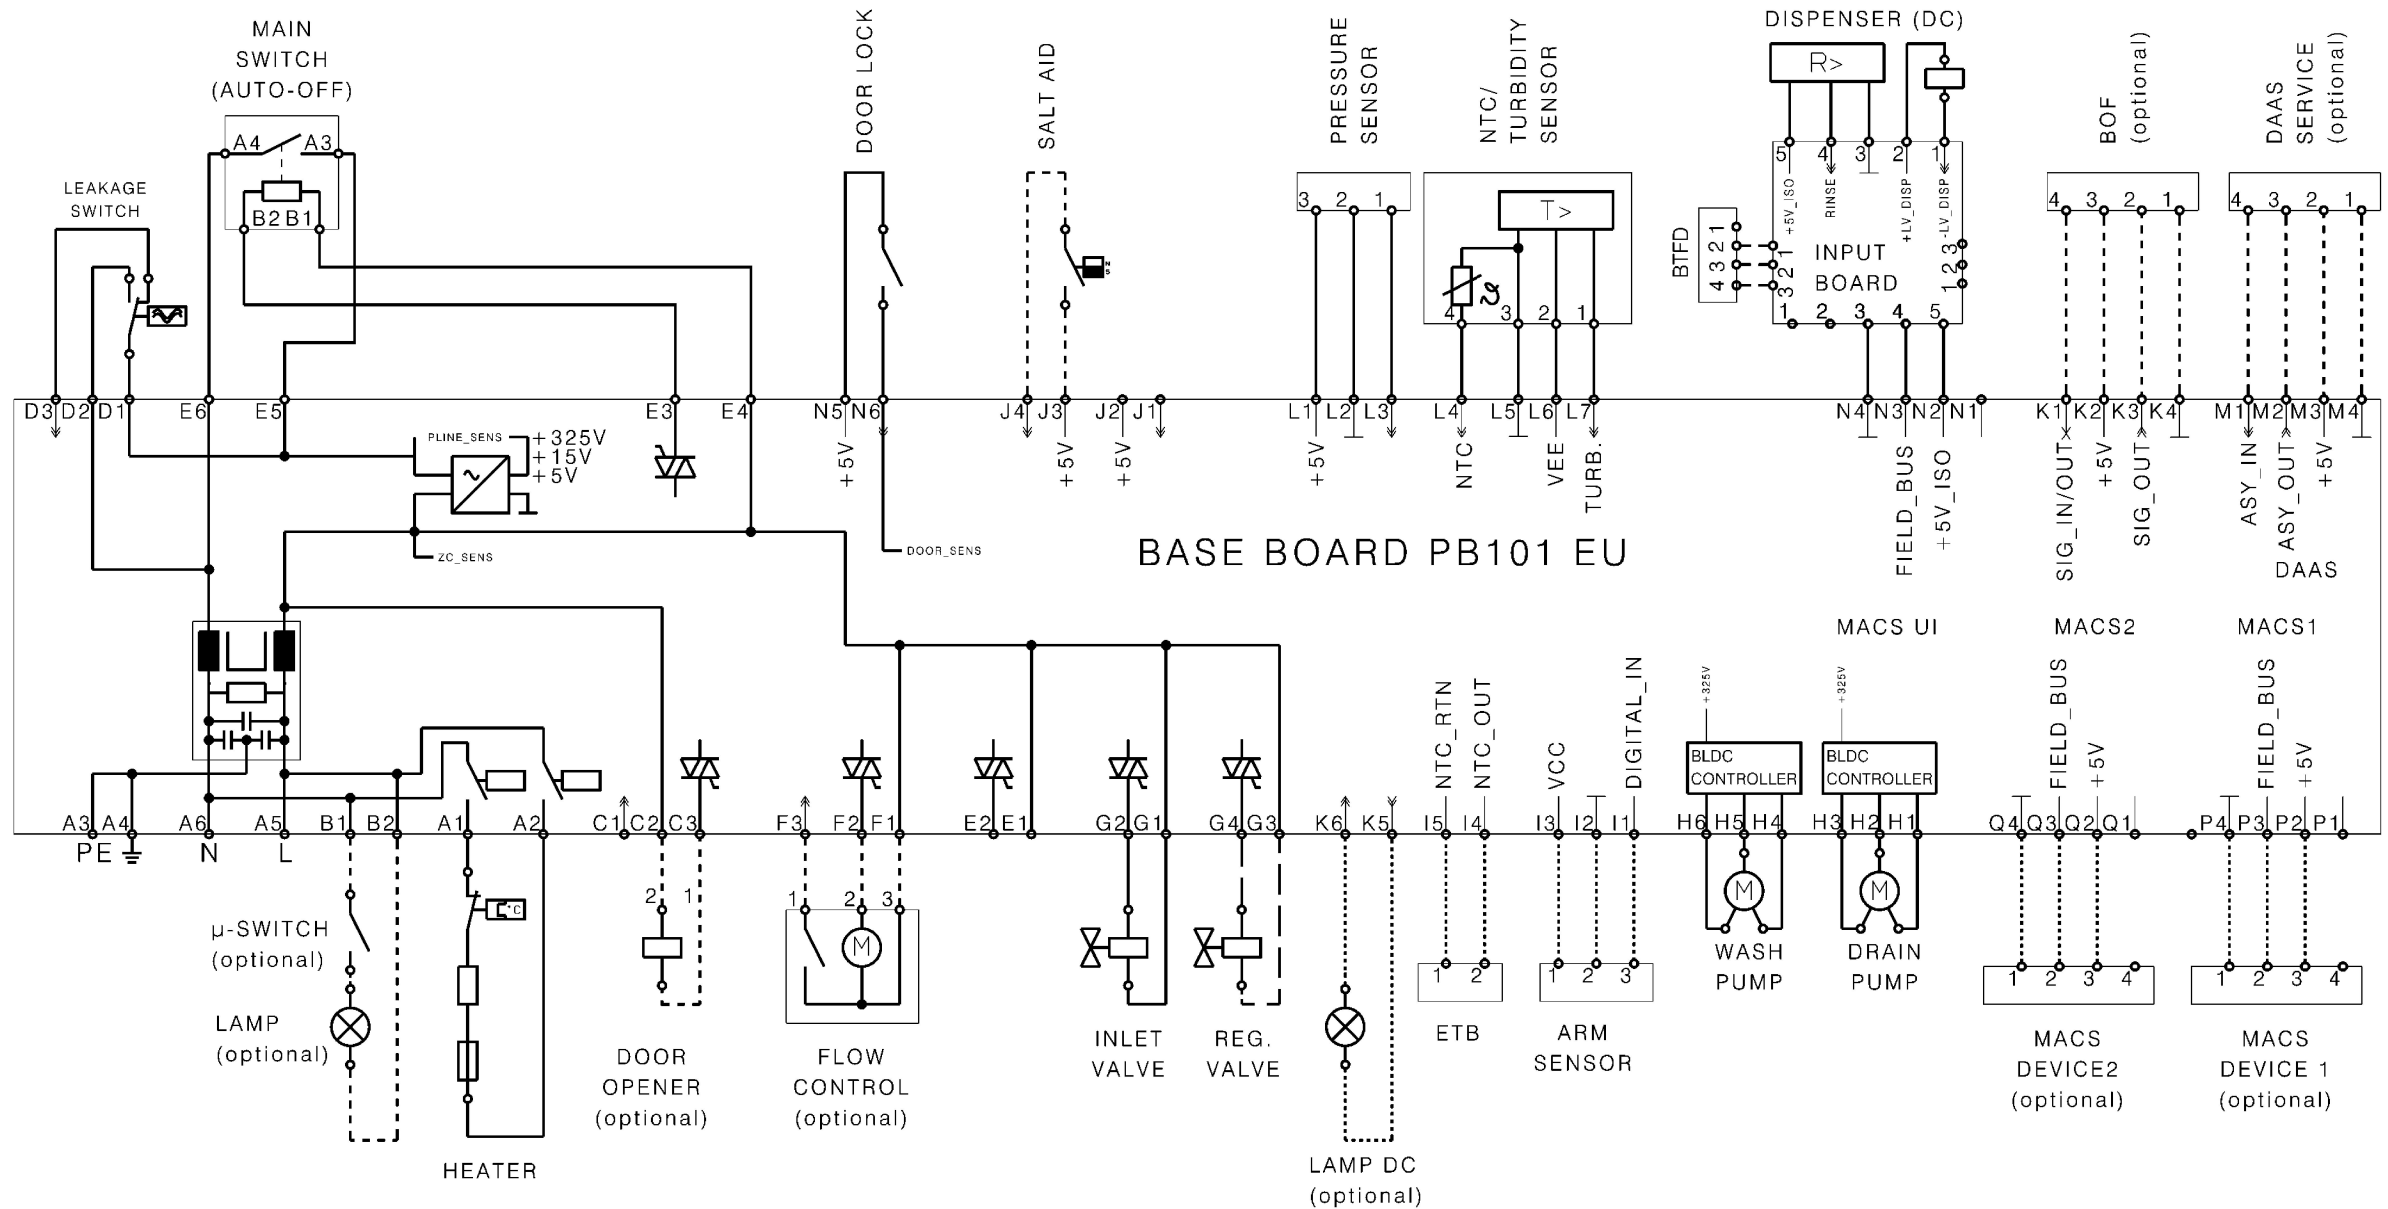 MAIN
SWITCH
(AUTO-OFF)
A4 A3
B2 B1
LEAKAGE
SWITCH
DOOR LOCK
SALT AID
N
S
PRESSURE
SENSOR
3 2 1
NTC/
TURBIDITY
SENSOR
T>
4 3 2 1
DISPENSER (DC)
R>
5 4 3 2 1
+5V_ISO
RINSE
+LV_DISP
-LV_DISP
INPUT
BOARD
BTFD
4 3 2 1
3 2 1
1 2 3
1 2 3 4 5
BOF
(optional)
4 3 2 1
DAAS
SERVICE
(optional)
4 3 2 1
D3 D2 D1 E6 E5 E3 E4 N5 N6 J4 J3 J2 J1 L1 L2 L3 L4 L5 L6 L7 N4 N3 N2 N1 K1 K2 K3 K4 M1 M2 M3 M4
PLINE_SENS
+325V
+15V
+5V
ZC_SENS
+5V
DOOR_SENS
+5V
+5V
+5V
NTC
VEE
TURB.
FIELD_BUS
+5V_ISO
SIG_IN/OUT
+5V
SIG_OUT
ASY_IN
ASY_OUT
+5V
DAAS
BASE BOARD PB101 EU
MACS UI
MACS2
MACS1
NTC_RTN
NTC_OUT
VCC
DIGITAL_IN
+325V
BLDC
CONTROLLER
+325V
BLDC
CONTROLLER
FIELD_BUS
+5V
FIELD_BUS
+5V
A3 A4 A6 A5 B1 B2 A1 A2 C1 C2 C3 F3 F2 F1 E2 E1 G2 G1 G4 G3 K6 K5 I5 I4 I3 I2 I1 H6 H5 H4 H3 H2 H1 Q4 Q3 Q2 Q1 P4 P3 P2 P1
PE N L
µ-SWITCH
(optional)
LAMP
(optional)
°C
HEATER
2 1
DOOR
OPENER
(optional)
1 2 3
M
FLOW
CONTROL
(optional)
INLET
VALVE
REG.
VALVE
LAMP DC
(optional)
1 2
ETB
1 2 3
ARM
SENSOR
M
WASH
PUMP
M
DRAIN
PUMP
1 2 3 4
MACS
DEVICE2
(optional)
1 2 3 4
MACS
DEVICE 1
(optional)